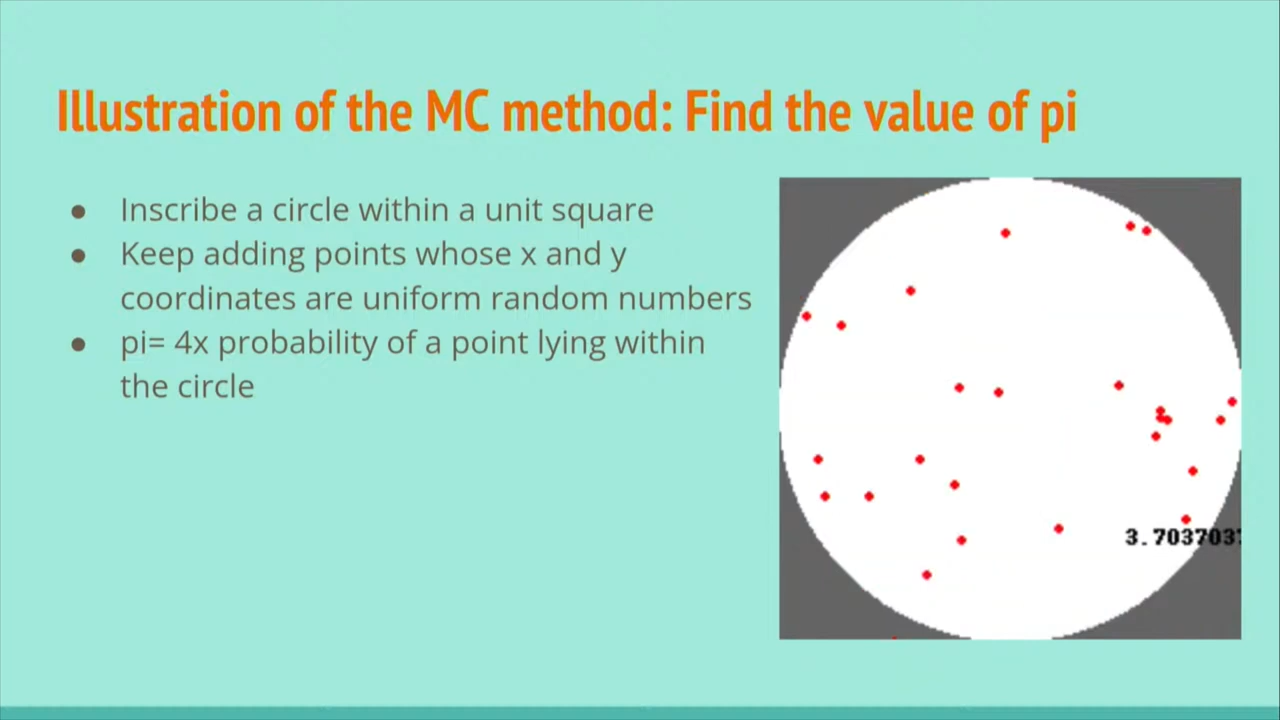 Illustration of the MC method: Find the value of pi
● Inscribe a circle within a unit square
● Keep adding points whose x and y
coordinates are uniform random numbers
● pi= 4x probability of a point lying within
the circle
3.703703